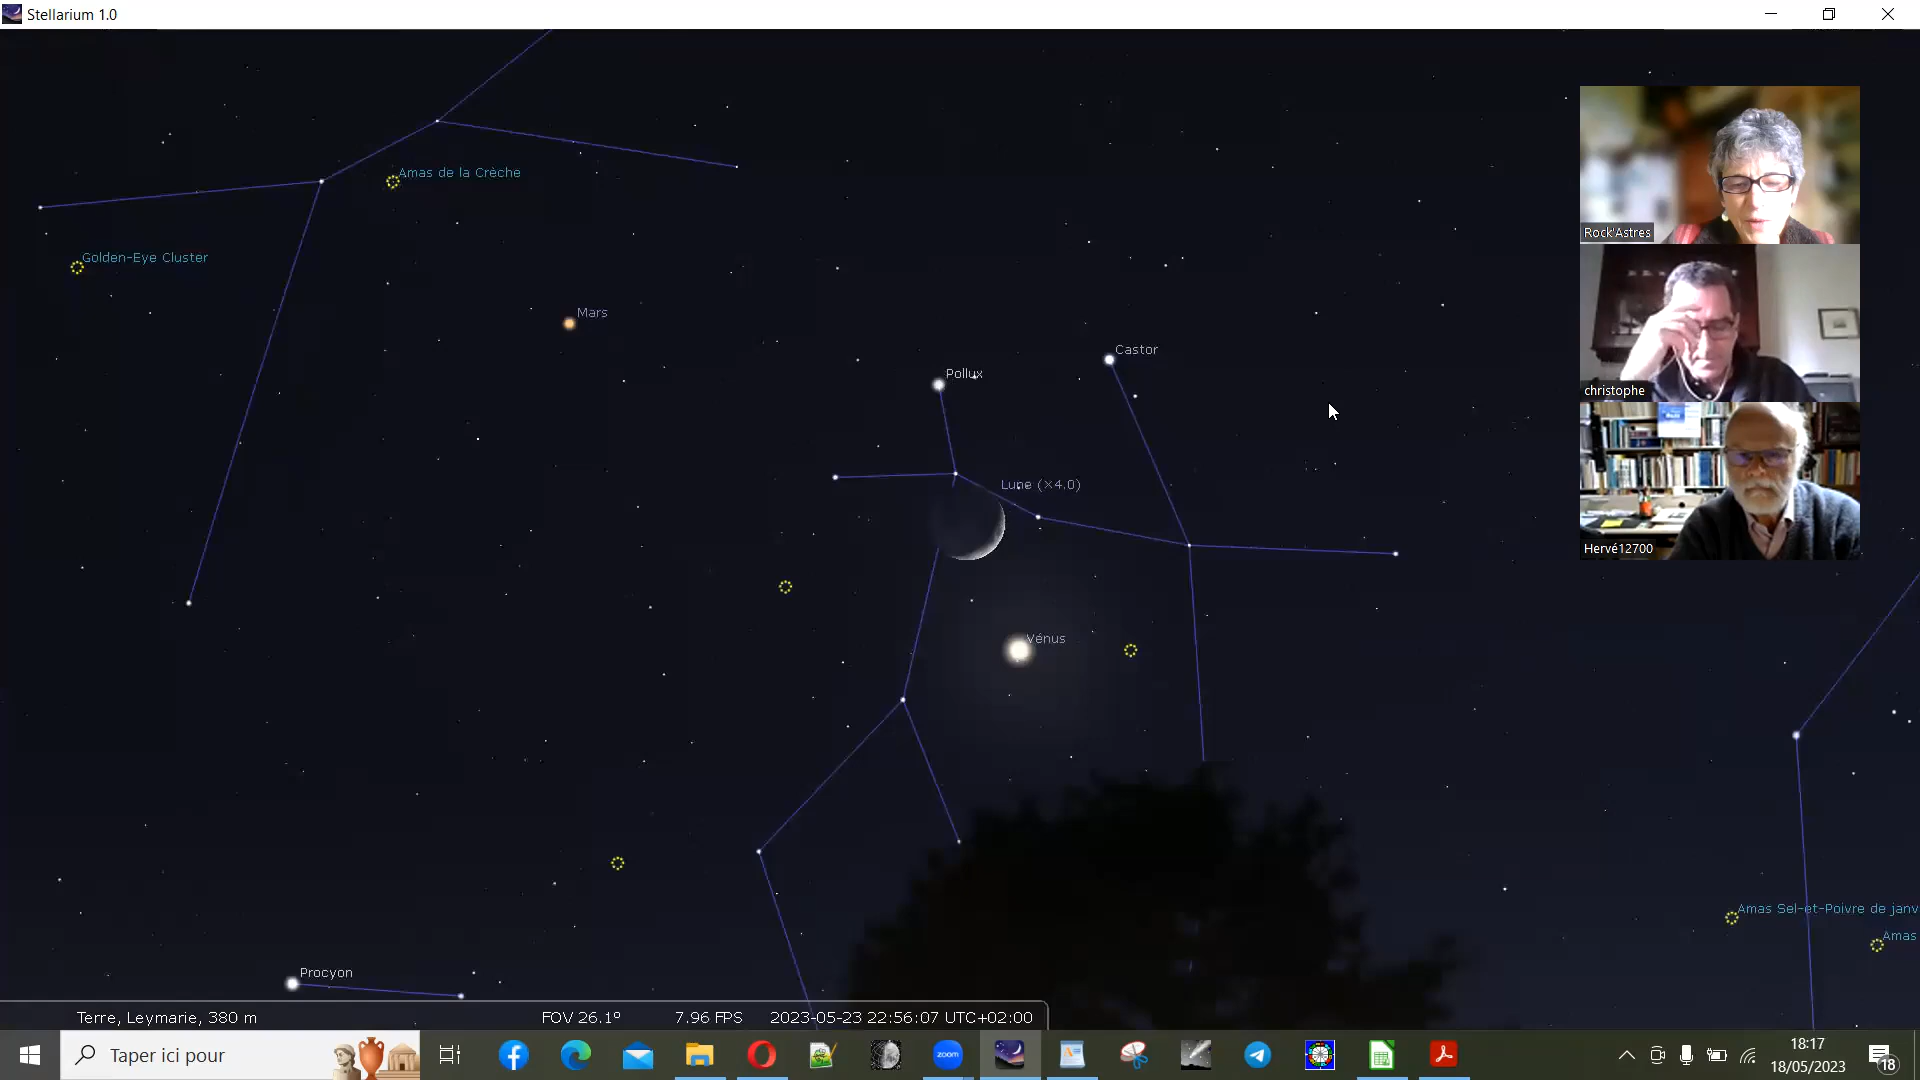 Stellarium 1.0
Amas de la Crèche
Golden-Eye Cluster
Mars
Castor
Pollux
Lune (×4.0)
Vénus
Rock'Astres
christophe
Hervé12700
Amas Sel-et-Poivre de janv
Amas
Procyon
Terre, Leymarie, 380 m
FOV 26.1°
7.96 FPS
2023-05-23 22:56:07 UTC+02:00
Taper ici pour
zoom
18:17
18/05/2023
18